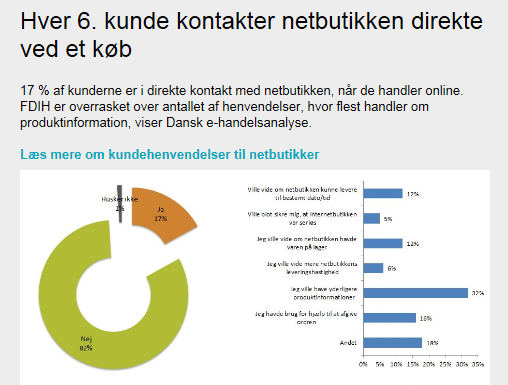 Hver 6. kunde kontakter netbutikken direkte
ved et køb
17 % af kunderne er i direkte kontakt med netbutikken, når de handler online.
FDIH er overrasket over antallet af henvendelser, hvor flest handler om
produktinformation, viser Dansk e-handelsanalyse.
Læs mere om kundehenvendelser til netbutikker
Husker ikke
1%
Ja
17%
Nej
82%
Ville vide om netbutikken kunne levere
til bestemt dato/tid
12%
Ville blot sikre mig, at internetbutikken
var seriøs
5%
Jeg ville vide om netbutikken havde
varen på lager
12%
Jeg ville vide mere netbutikkens
leveringshastighed
6%
Jeg ville have yderligere
produktinformationer
32%
Jeg havde brug for hjælp til at afgive
ordren
16%
Andet
18%
0% 5% 10% 15% 20% 25% 30% 35%